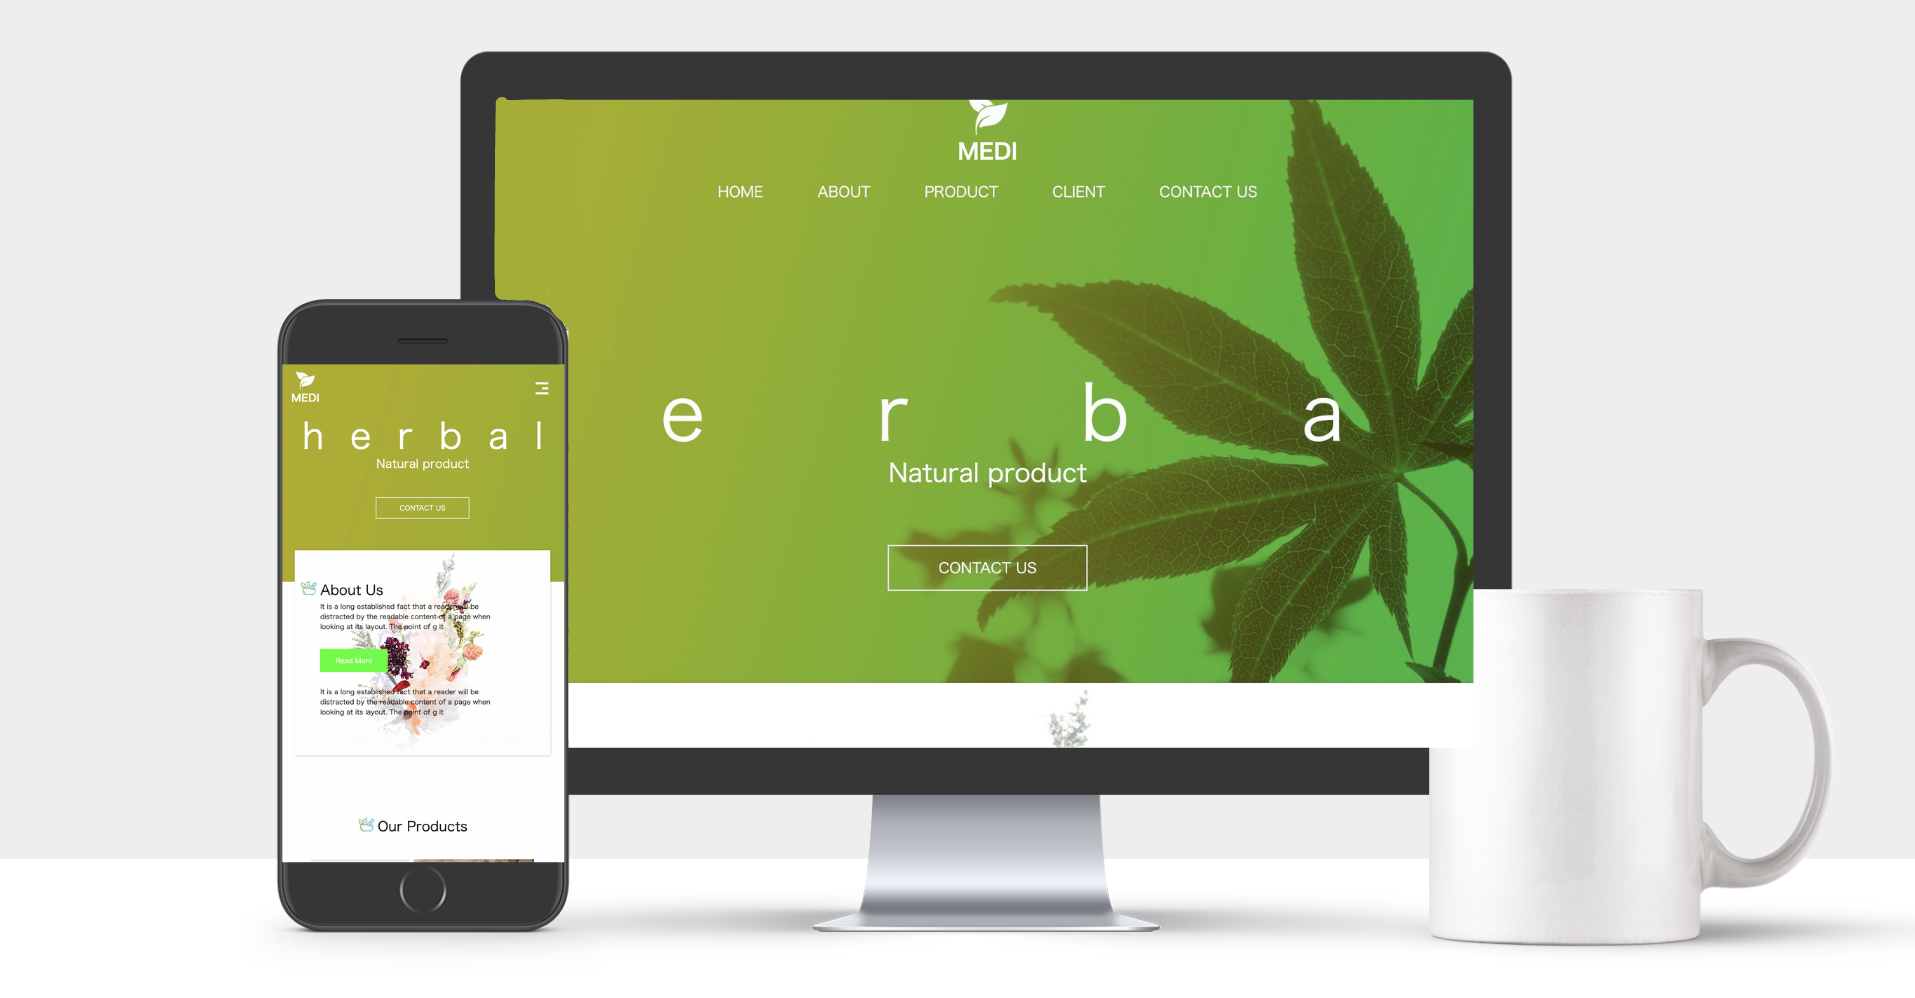 MEDI
HOME ABOUT PRODUCT CLIENT CONTACT US
e r b a
Natural product
CONTACT US
MEDI
h e r b a l
Natural product
CONTACT US
About Us
It is a long established fact that a reader will be
distracted by the readable content of a page when
looking at its layout. The point of g it
Read More
It is a long established fact that a reader will be
distracted by the readable content of a page when
looking at its layout. The point of g it
Our Products